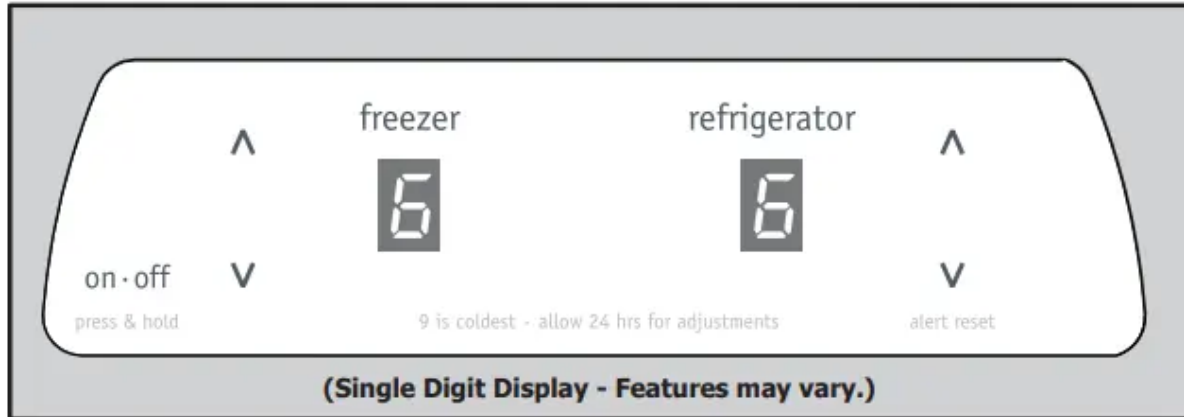 freezer refrigerator
∧ ∧
6 6
on·off ∨ ∨
press & hold 9 is coldest - allow 24 hrs for adjustments alert reset
(Single Digit Display - Features may vary.)